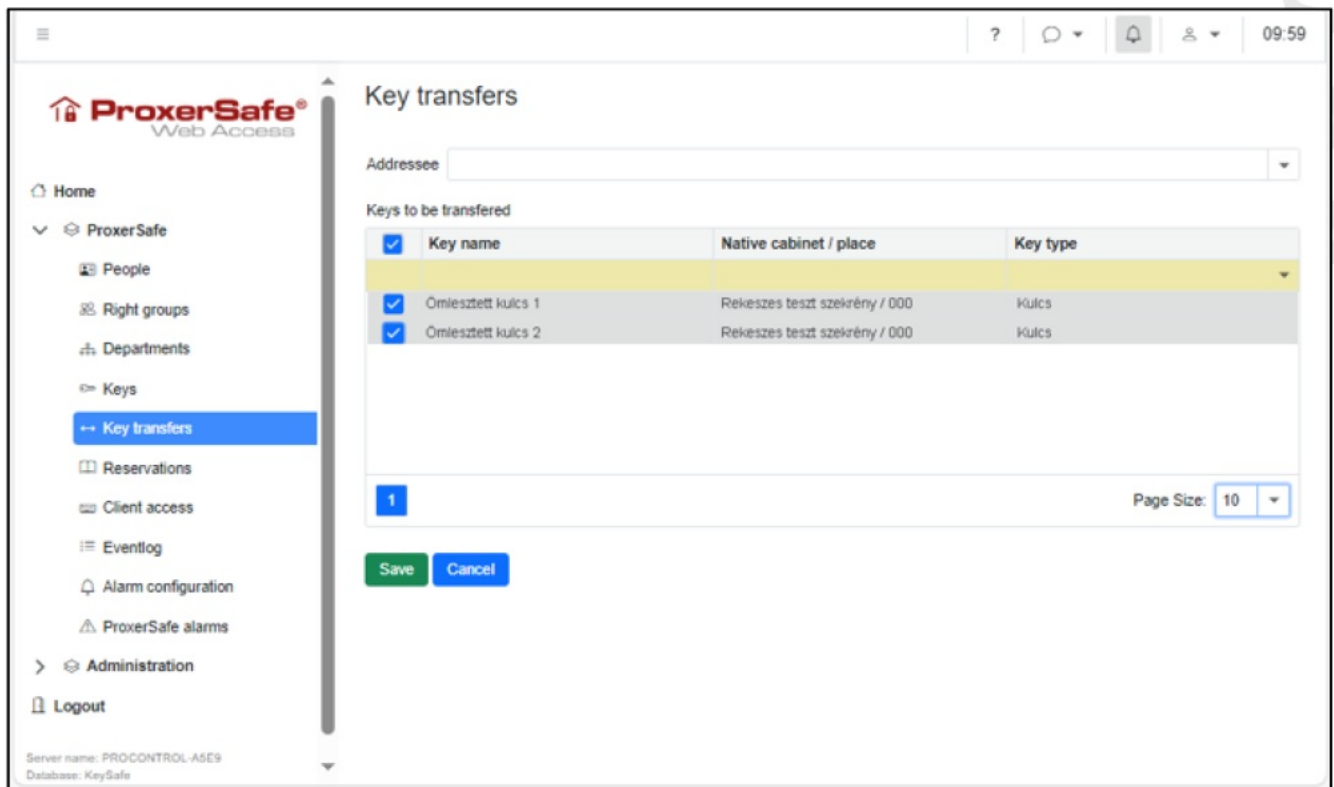 ? 09:59
ProxerSafe®
Web Access
Home
ProxerSafe
People
Right groups
Departments
Keys
Key transfers
Reservations
Client access
Eventlog
Alarm configuration
ProxerSafe alarms
Administration
Logout
Server name: PROCONTROL-A5E9
Database: KeySafe
Key transfers
Addressee
Keys to be transfered
Key name Native cabinet / place Key type
Ömlesztett kulcs 1 Rekeszes teszt szekrény / 000 Kulcs
Ömlesztett kulcs 2 Rekeszes teszt szekrény / 000 Kulcs
1 Page Size: 10
Save Cancel